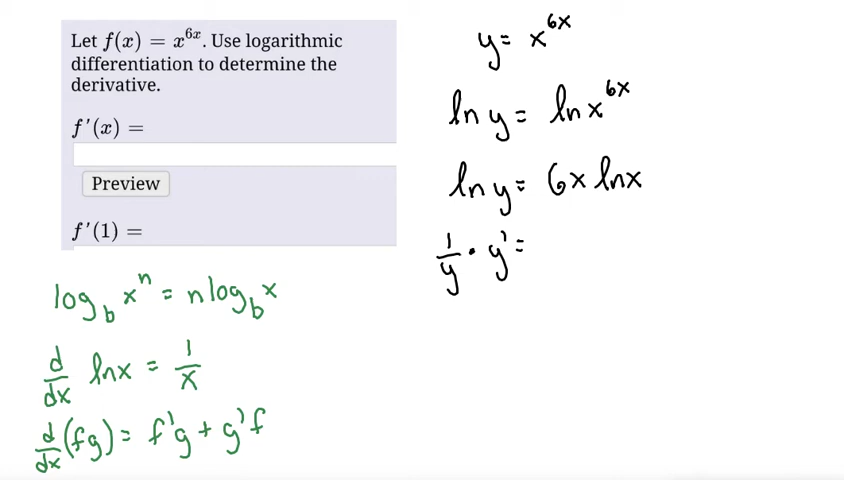 Let f(x) = x^{6x}. Use logarithmic
differentiation to determine the
derivative.
f'(x) =
Preview
f'(1) =
y = x^{6x}
ln y = ln x^{6x}
ln y = 6x ln x
1/y · y' =
log_b x^n = n log_b x
d/dx ln x = 1/x
d/dx (fg) = f'g + g'f